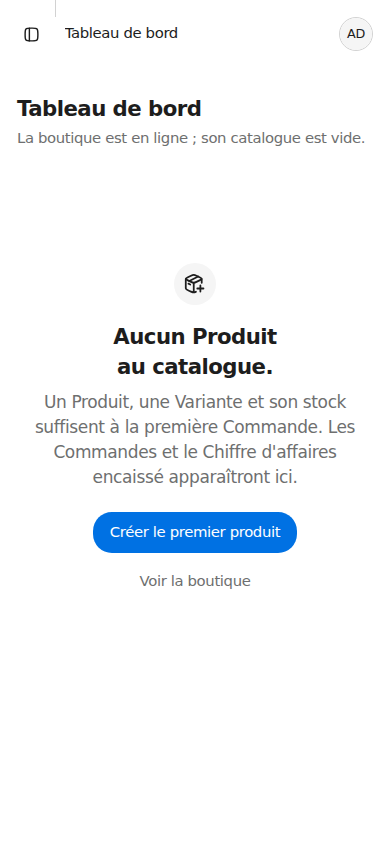 Tableau de bord
AD
Tableau de bord
La boutique est en ligne ; son catalogue est vide.
Aucun Produit
au catalogue.
Un Produit, une Variante et son stock
suffisent à la première Commande. Les
Commandes et le Chiffre d'affaires
encaissé apparaîtront ici.
Créer le premier produit
Voir la boutique